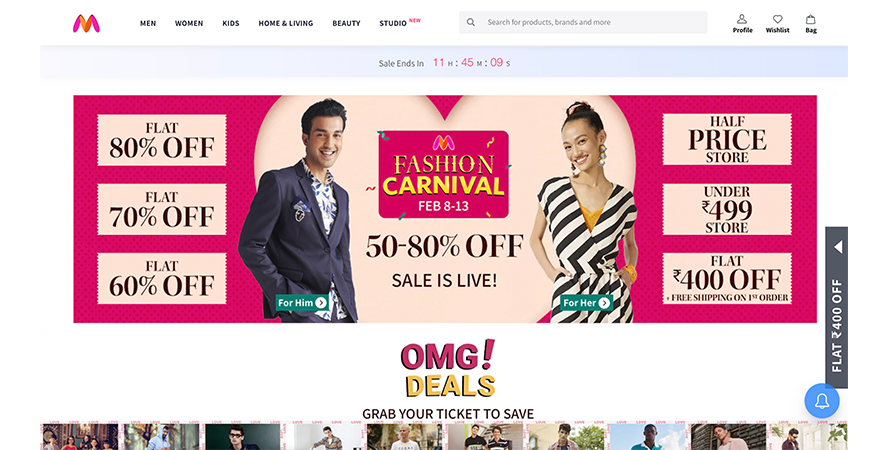 MEN WOMEN KIDS HOME & LIVING BEAUTY STUDIO NEW
Search for products, brands and more
Profile Wishlist Bag
Sale Ends In 11 H : 45 M : 09 S
FLAT
80% OFF
FLAT
70% OFF
FLAT
60% OFF
FASHION
CARNIVAL
FEB 8-13
50-80% OFF
SALE IS LIVE!
For Him
For Her
HALF
PRICE
STORE
UNDER
₹499
STORE
FLAT
₹400 OFF
+ FREE SHIPPING ON 1ST ORDER
FLAT ₹400 OFF
OMG!
DEALS
GRAB YOUR TICKET TO SAVE